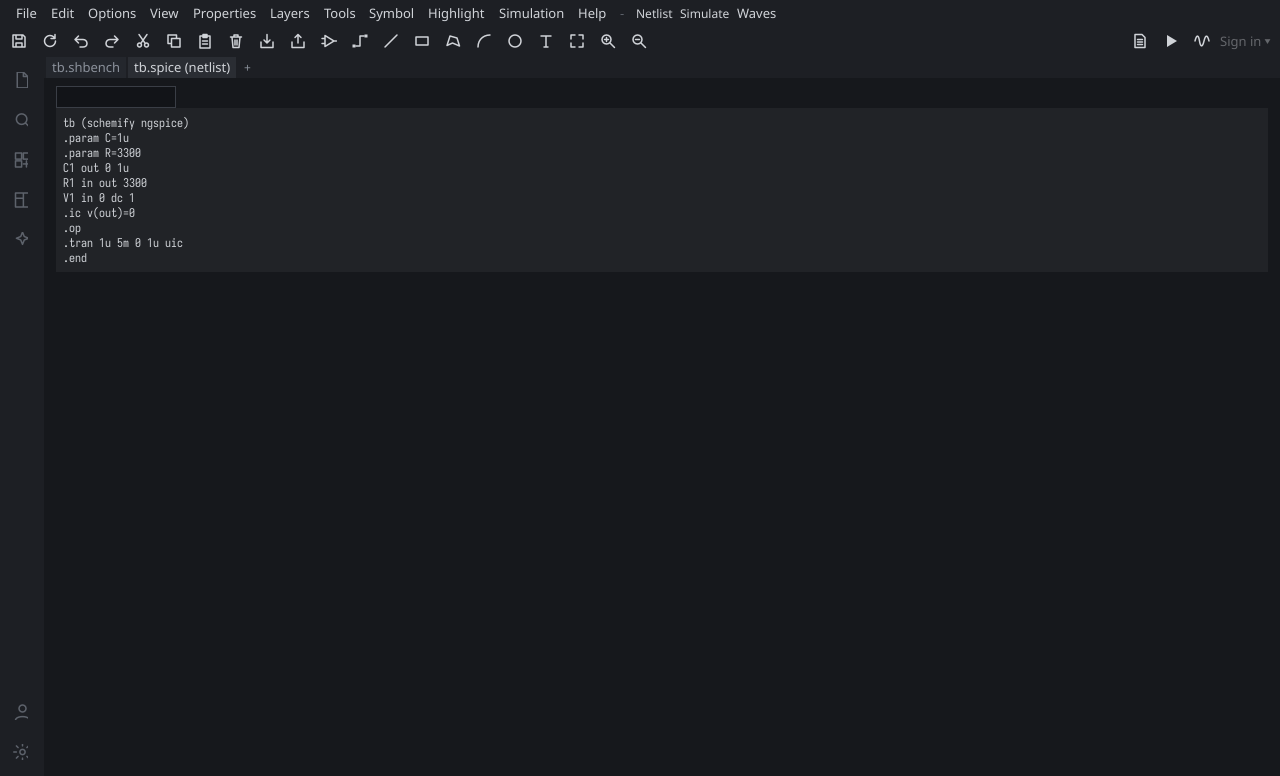 File Edit Options View Properties Layers Tools Symbol Highlight Simulation Help - Netlist Simulate Waves
Sign in
tb.shbench tb.spice (netlist) +
tb (schemify ngspice)
.param C=1u
.param R=3300
C1 out 0 1u
R1 in out 3300
V1 in 0 dc 1
.ic v(out)=0
.op
.tran 1u 5m 0 1u uic
.end